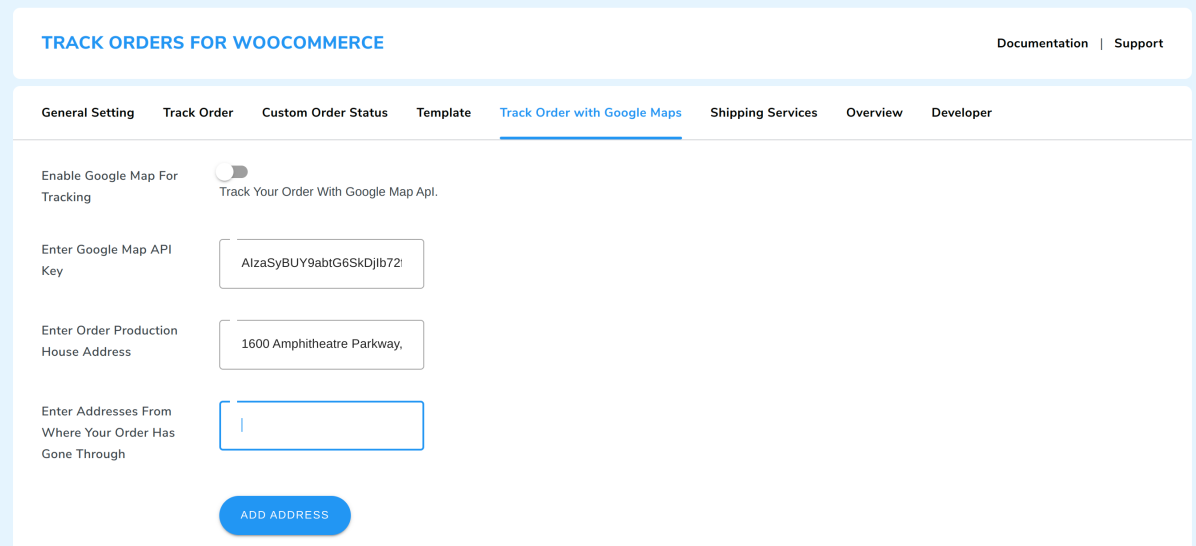 TRACK ORDERS FOR WOOCOMMERCE
Documentation | Support
General Setting Track Order Custom Order Status Template Track Order with Google Maps Shipping Services Overview Developer
Enable Google Map For
Tracking
Track Your Order With Google Map ApI.
Enter Google Map API
Key
AIzaSyBUY9abtG6SkDjIb72
Enter Order Production
House Address
1600 Amphitheatre Parkway,
Enter Addresses From
Where Your Order Has
Gone Through
ADD ADDRESS